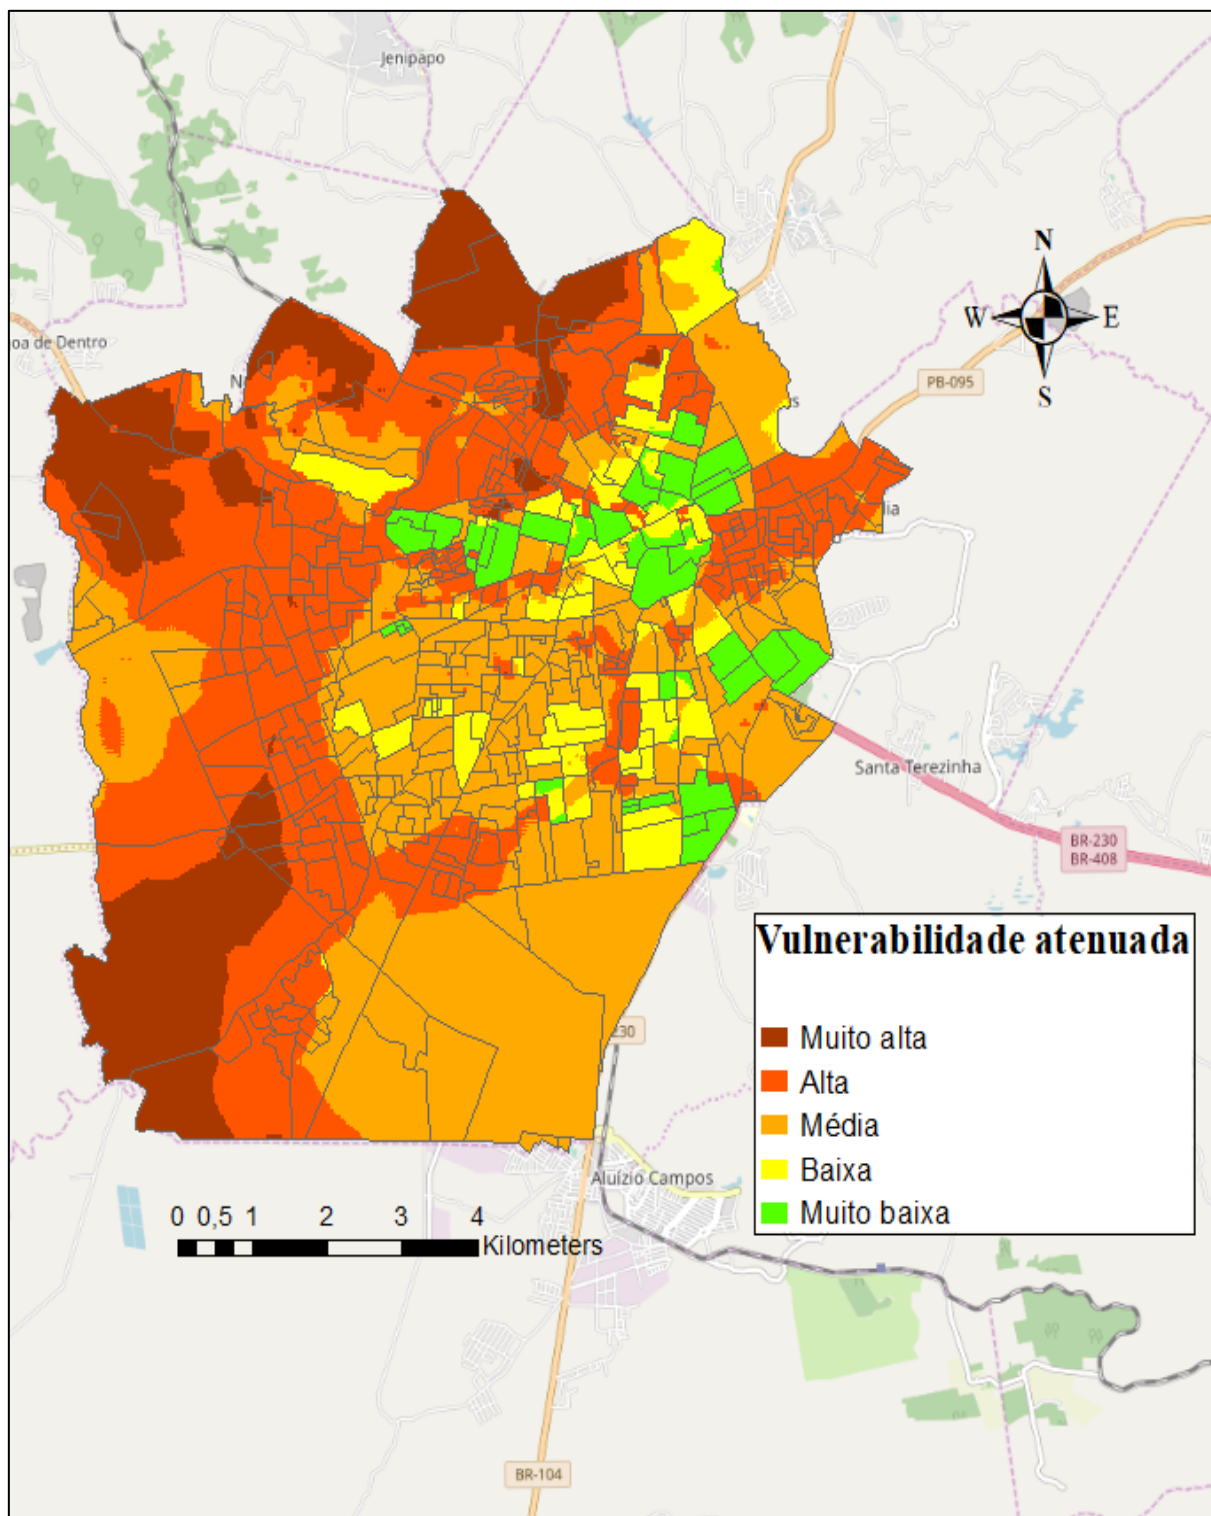 Jenipapo
N
W
E
S
oa de Dentro
PB-095
Santa Terezinha
BR-230
BR-408
Vulnerabilidade atenuada
Muito alta
Alta
Média
Baixa
Muito baixa
230
Aluízio Campos
0 0,5 1 2 3 4
Kilometers
BR-104